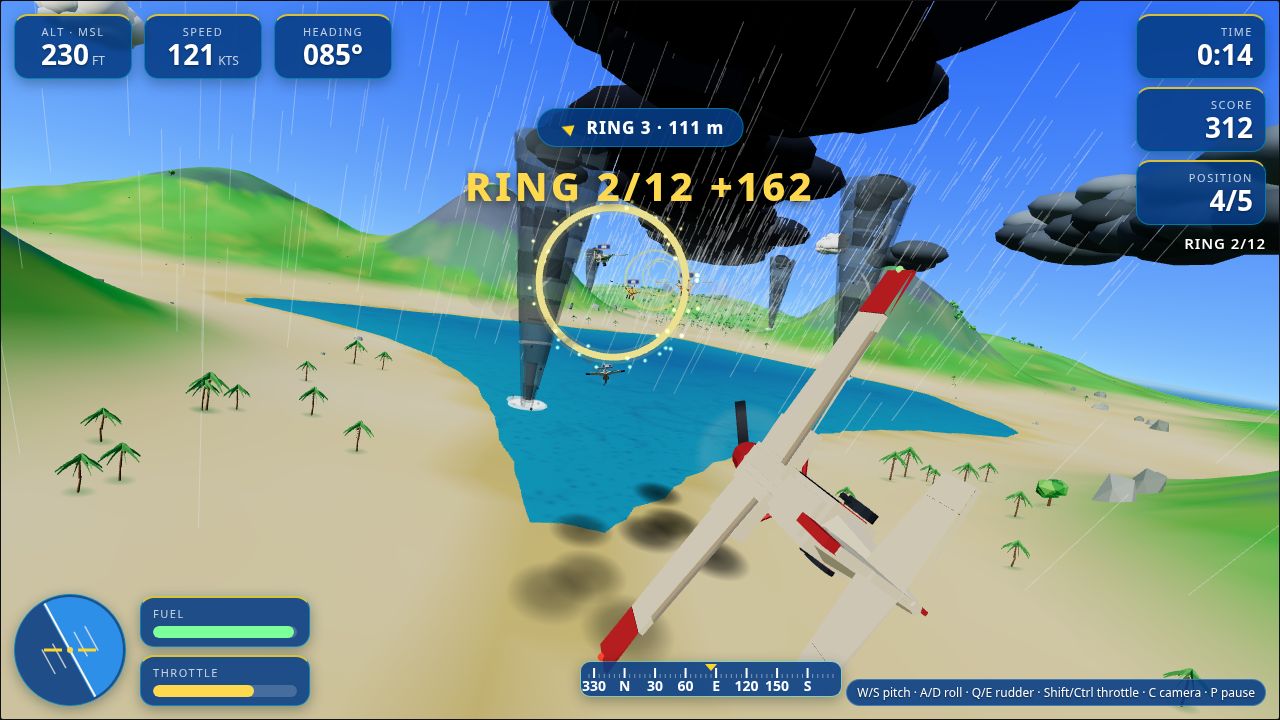 ALT · MSL
230 FT
SPEED
121 KTS
HEADING
085°
TIME
0:14
SCORE
312
POSITION
4/5
RING 2/12
RING 3 · 111 m
RING 2/12 +162
FUEL
THROTTLE
330 N 30 60 E 120 150 S
W/S pitch · A/D roll · Q/E rudder · Shift/Ctrl throttle · C camera · P pause